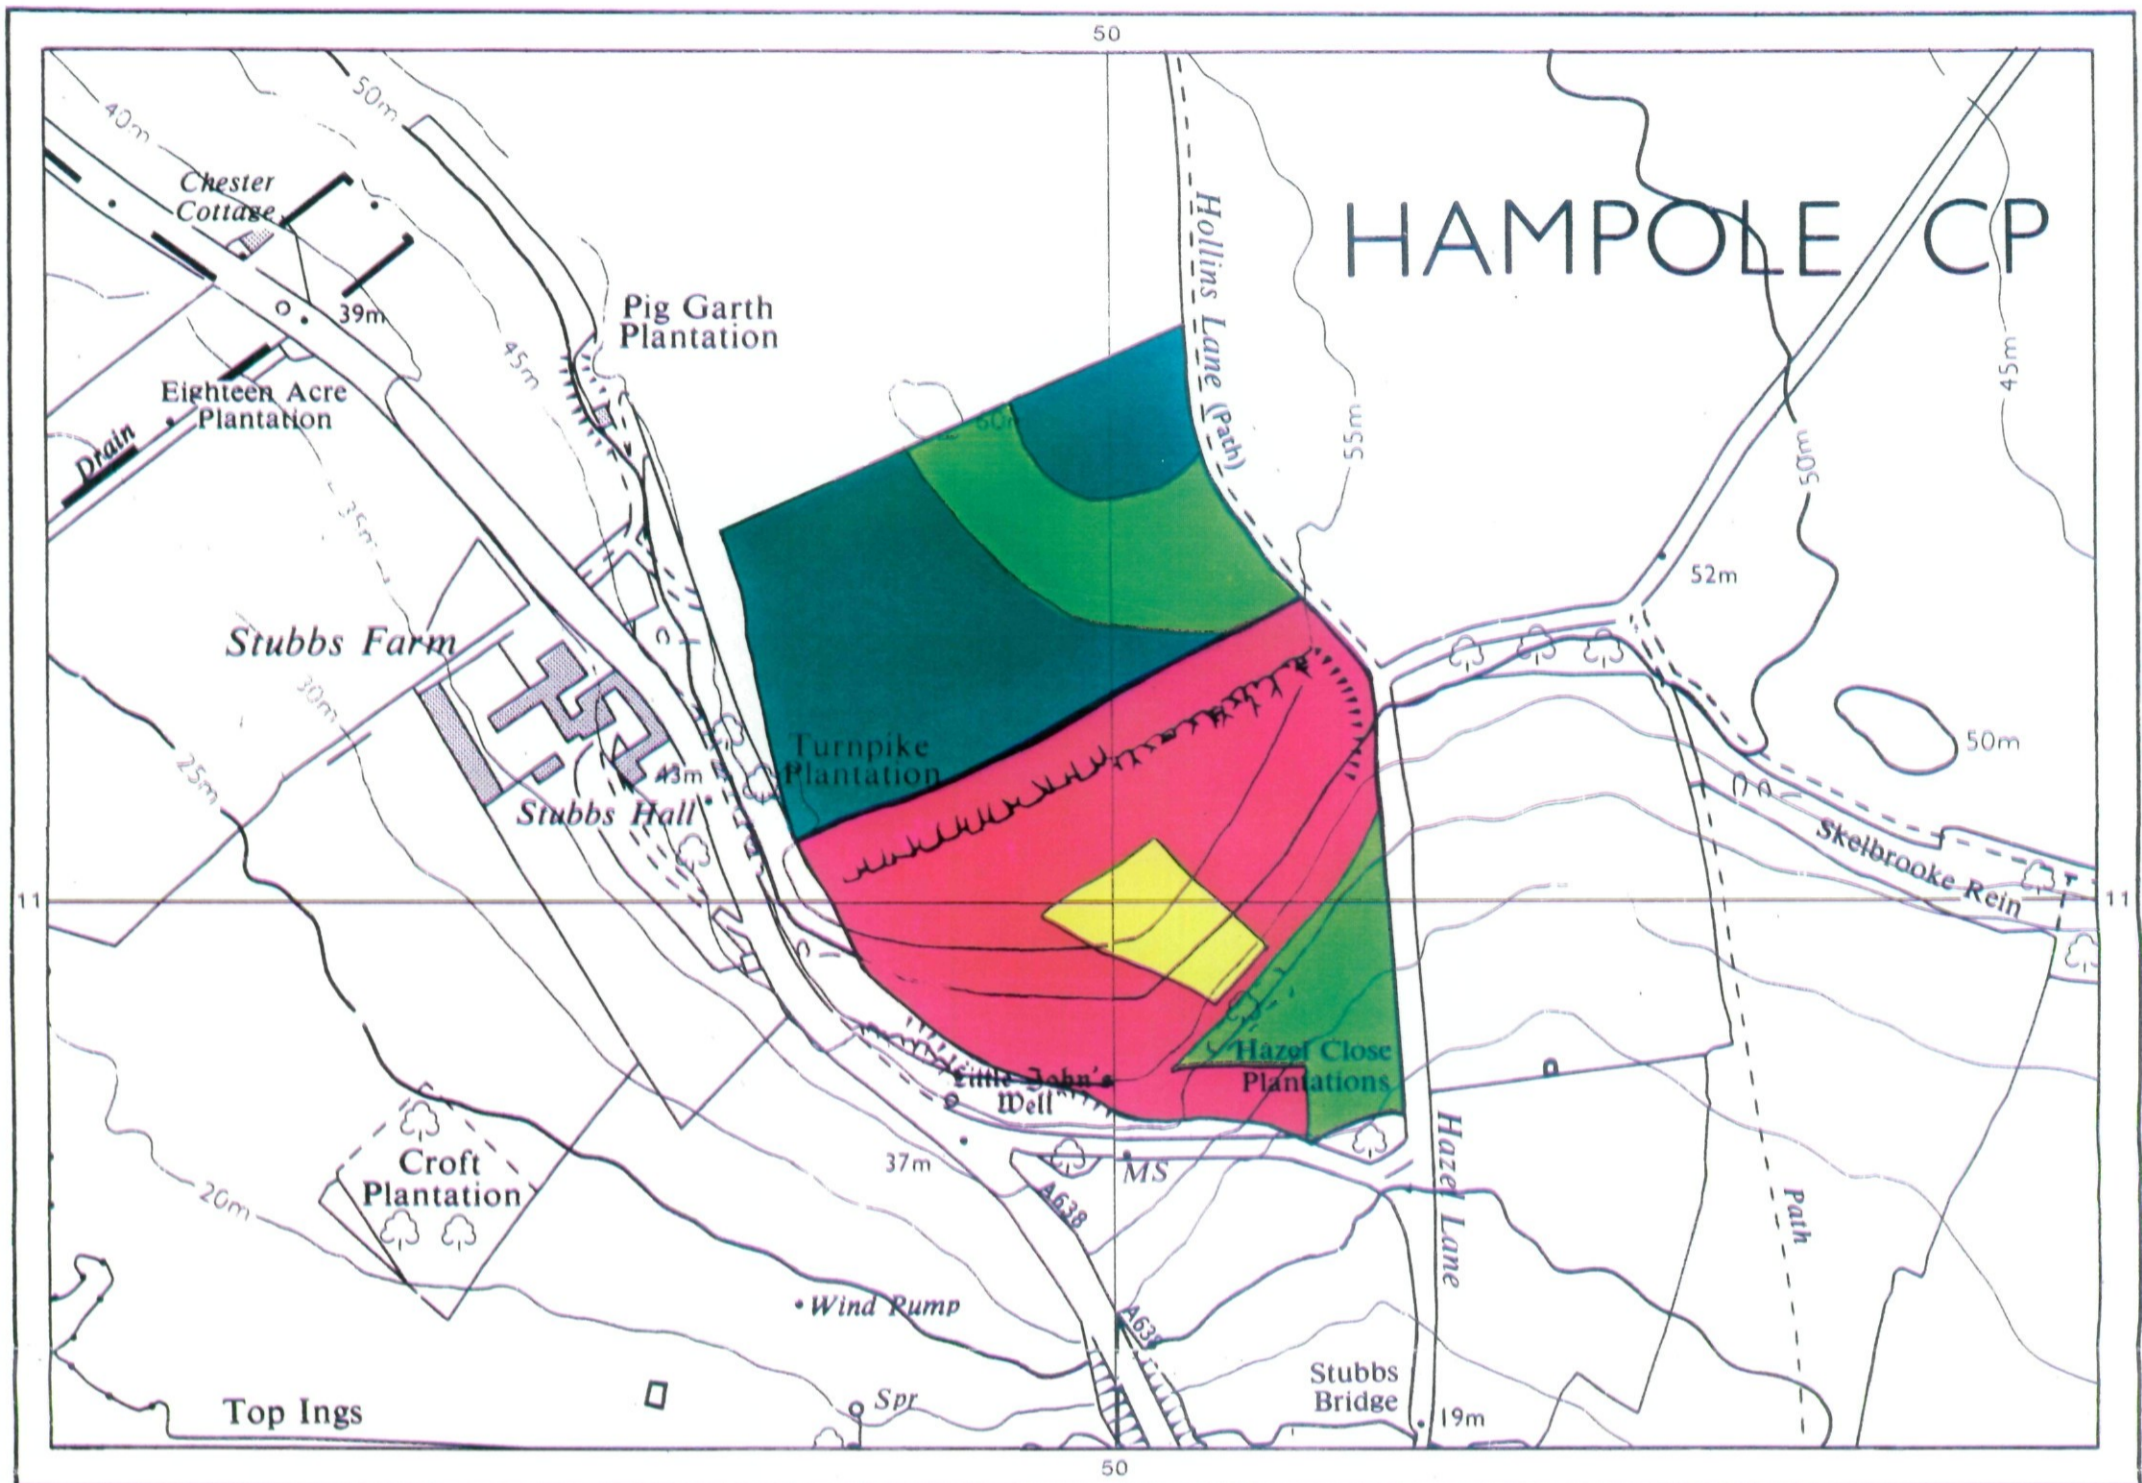 50
50m
40m
Chester
Cottage
HAMPOLE CP
Hollins Lane (Path)
39m
Pig Garth
Plantation
45m
45m
Eighteen Acre
Plantation
Drain
55m
50m
35m
52m
Stubbs Farm
30m
25m
Turnpike
Plantation
50m
43m
Stubbs Hall
Skelbrooke Rein
11
11
Hazel Close
Plantations
Little John's
Well
37m
MS
Croft
Plantation
A638
Hazel Lane
Path
20m
Wind Pump
A638
Stubbs
Bridge
Spr
Top Ings
19m
50